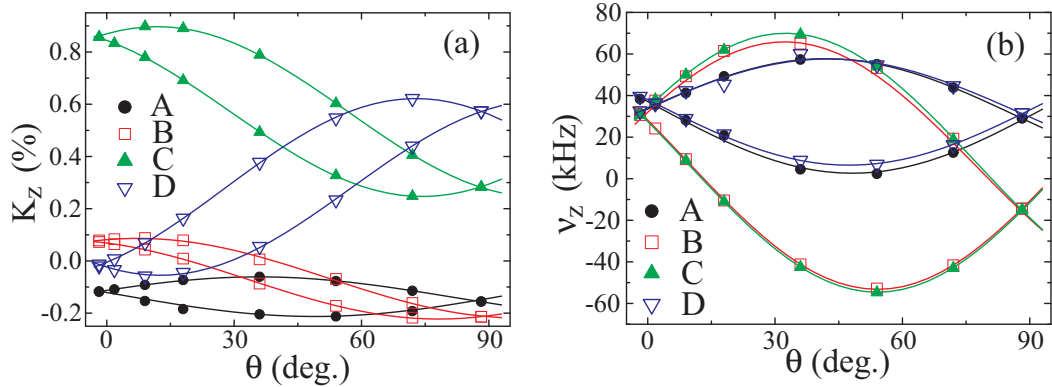 (a)
K_z (%)
0.8
0.6
0.4
0.2
0.0
-0.2
A
B
C
D
0 30 60 90
θ (deg.)
(b)
ν_z (kHz)
80
60
40
20
0
-20
-40
-60
A
B
C
D
0 30 60 90
θ (deg.)